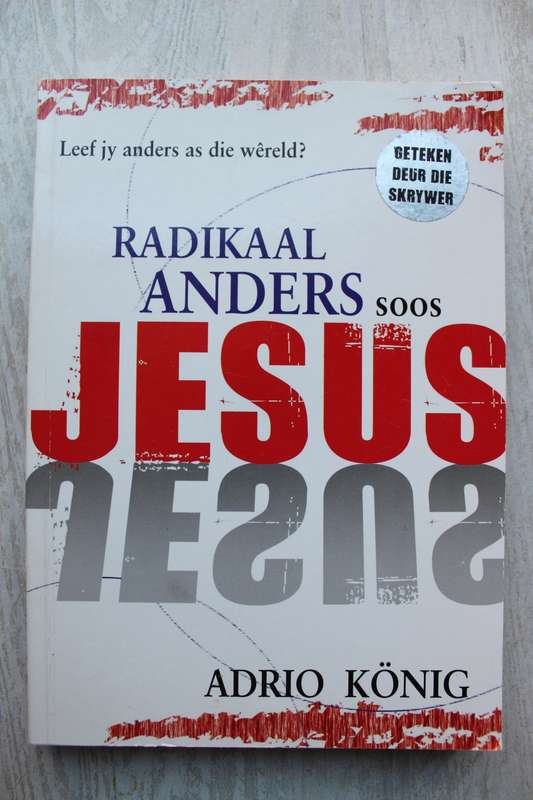 Leef jy anders as die wêreld?
GETEKEN
DEUR DIE
SKRYWER
RADIKAAL
ANDERS SOOS
JESUS
JESUS
ADRIO KÖNIG